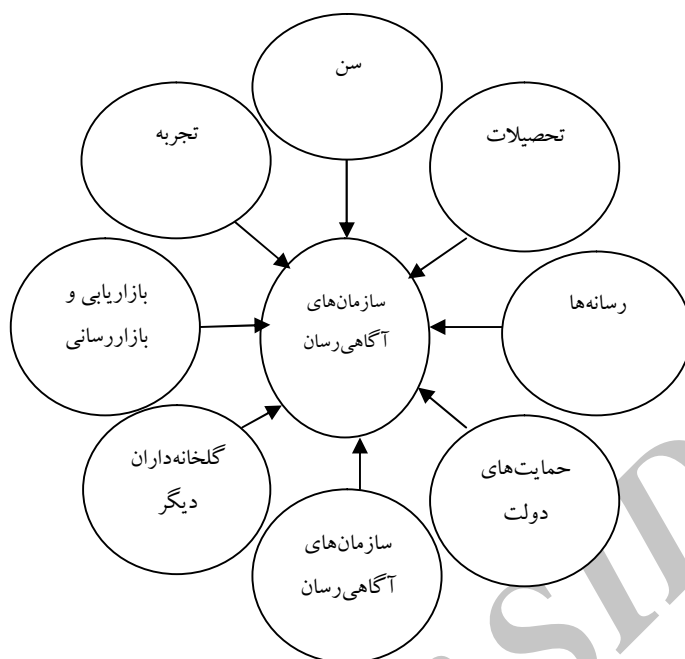 سن
تحصیلات
تجربه
رسانه‌ها
بازاریابی و
بازاررسانی
سازمان‌های
آگاهی‌رسان
حمایت‌های
دولت
گلخانه‌داران
دیگر
سازمان‌های
آگاهی‌رسان
SID